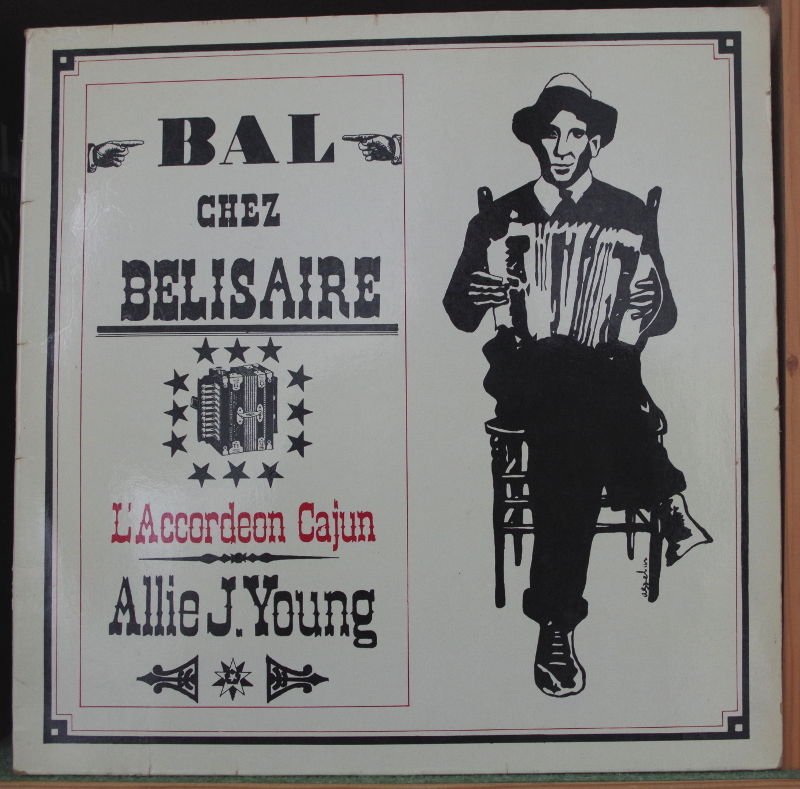 BAL
CHEZ
BELISAIRE
L'Accordeon Cajun
Allie J. Young